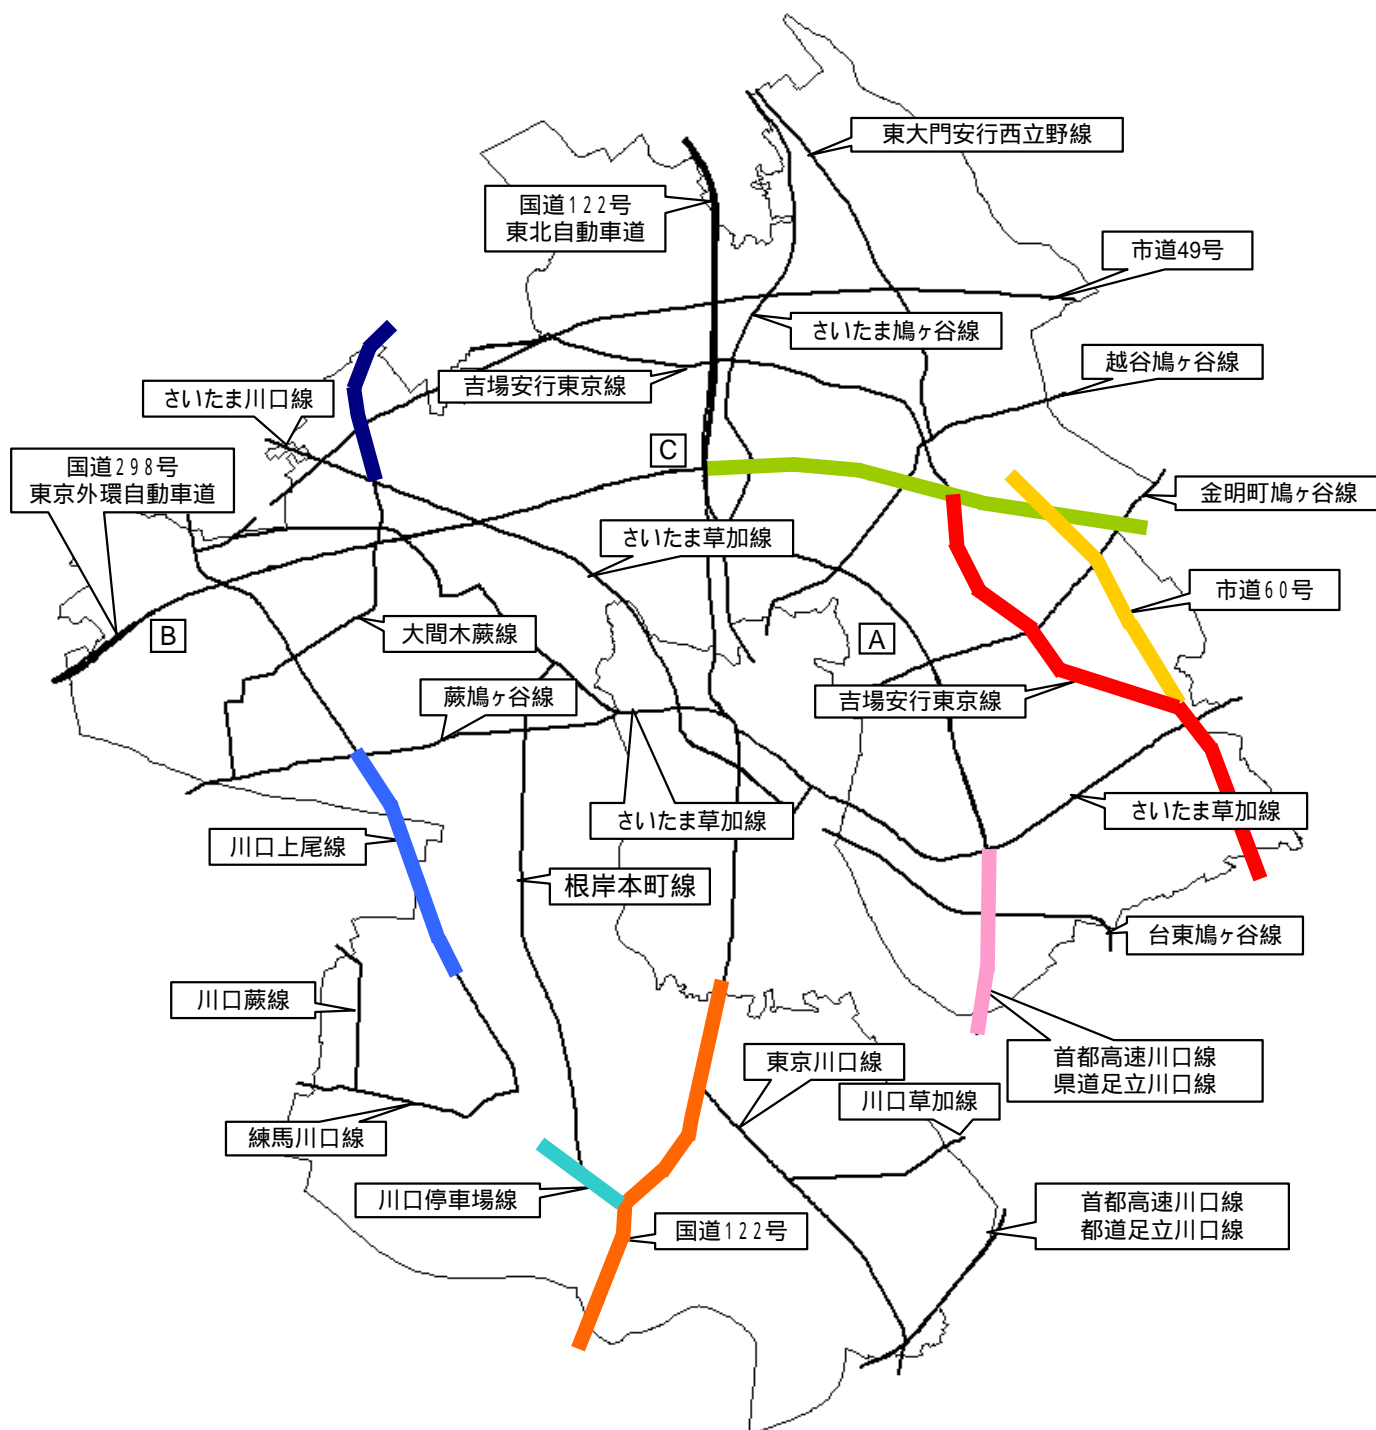 東大門安行西立野線
国道122号
東北自動車道
市道49号
さいたま鳩ヶ谷線
越谷鳩ヶ谷線
吉場安行東京線
さいたま川口線
C
国道298号
東京外環自動車道
金明町鳩ヶ谷線
さいたま草加線
市道60号
B
大間木蕨線
A
蕨鳩ヶ谷線
吉場安行東京線
さいたま草加線
さいたま草加線
川口上尾線
根岸本町線
台東鳩ヶ谷線
川口蕨線
東京川口線
首都高速川口線
県道足立川口線
川口草加線
練馬川口線
川口停車場線
首都高速川口線
都道足立川口線
国道122号